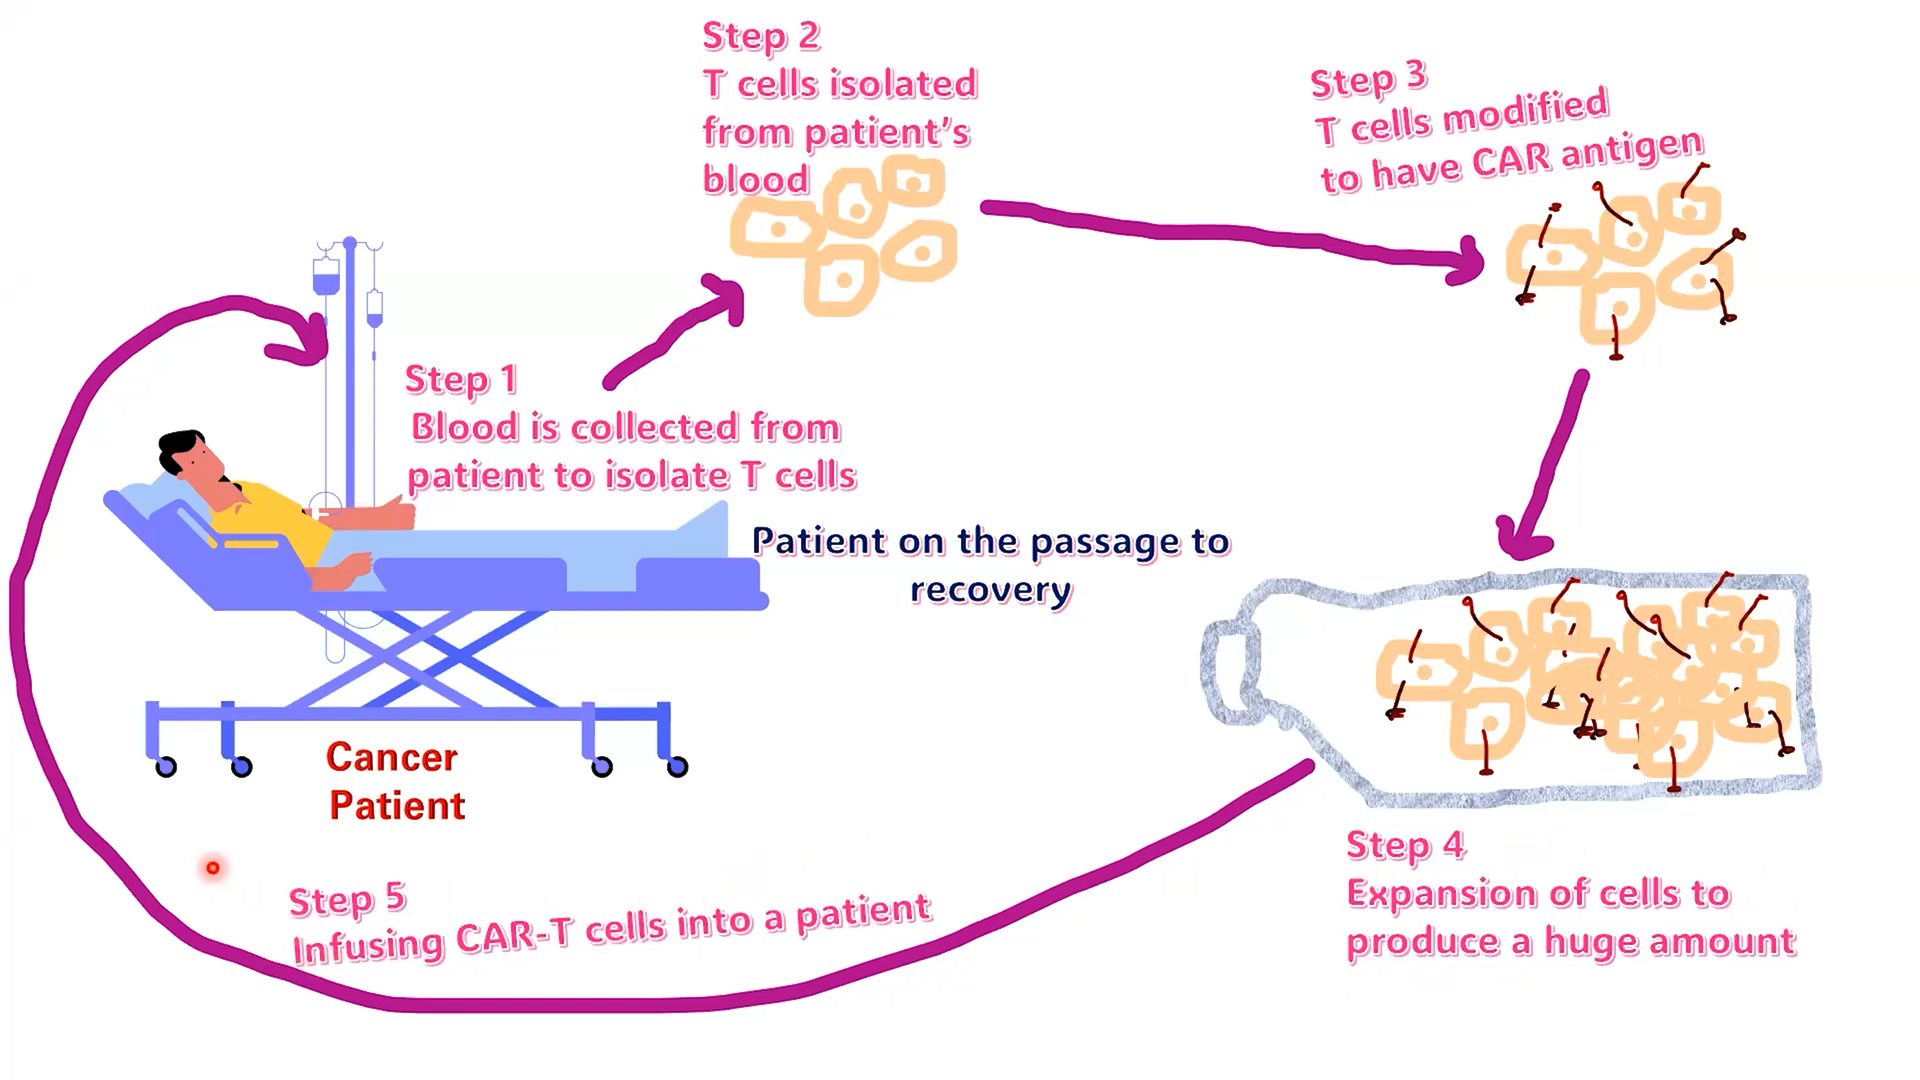 Step 1
Blood is collected from
patient to isolate T cells
Step 2
T cells isolated
from patient's
blood
Step 3
T cells modified
to have CAR antigen
Step 4
Expansion of cells to
produce a huge amount
Step 5
Infusing CAR-T cells into a patient
Patient on the passage to
recovery
Cancer
Patient